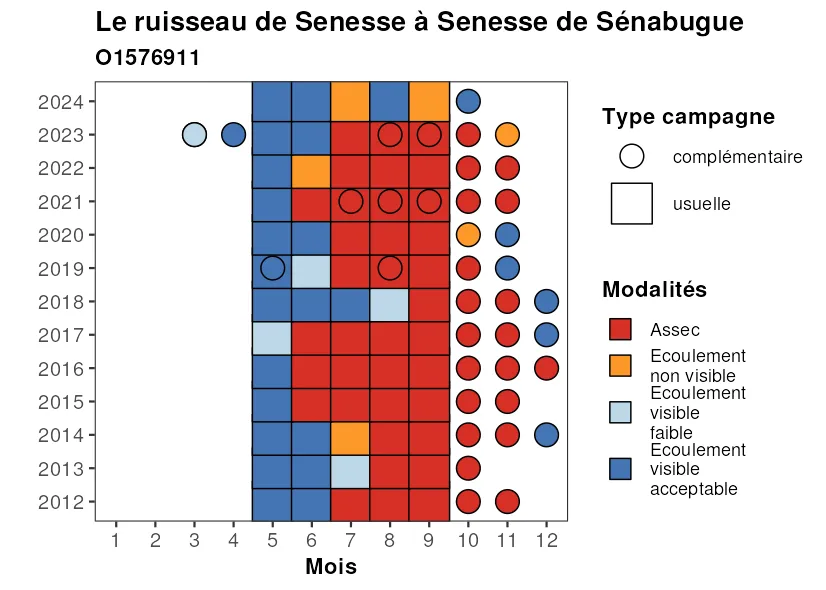 Le ruisseau de Senesse à Senesse de Sénabugue
O1576911
2024
2023
2022
2021
2020
2019
2018
2017
2016
2015
2014
2013
2012
1 2 3 4 5 6 7 8 9 10 11 12
Mois
Type campagne
complémentaire
usuelle
Modalités
Assec
Ecoulement
non visible
Ecoulement
visible
faible
Ecoulement
visible
acceptable